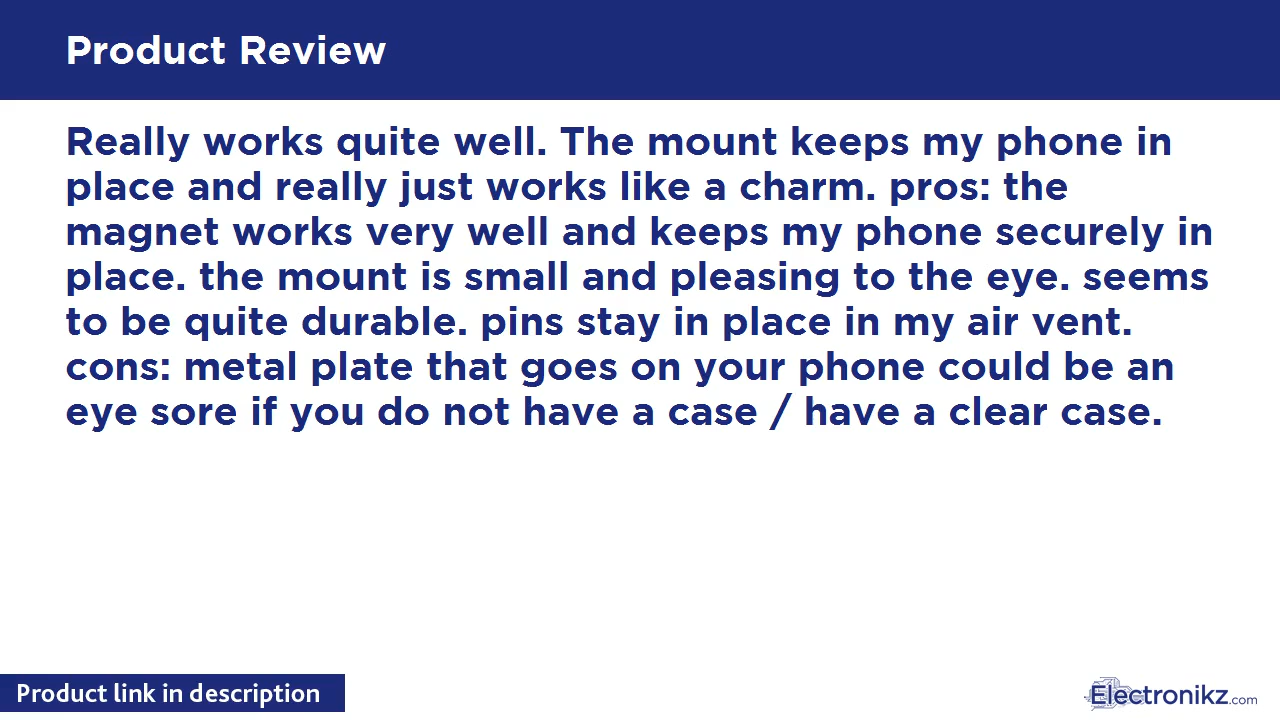 Product Review
Really works quite well. The mount keeps my phone in
place and really just works like a charm. pros: the
magnet works very well and keeps my phone securely in
place. the mount is small and pleasing to the eye. seems
to be quite durable. pins stay in place in my air vent.
cons: metal plate that goes on your phone could be an
eye sore if you do not have a case / have a clear case.
Product link in description
Electronikz.com